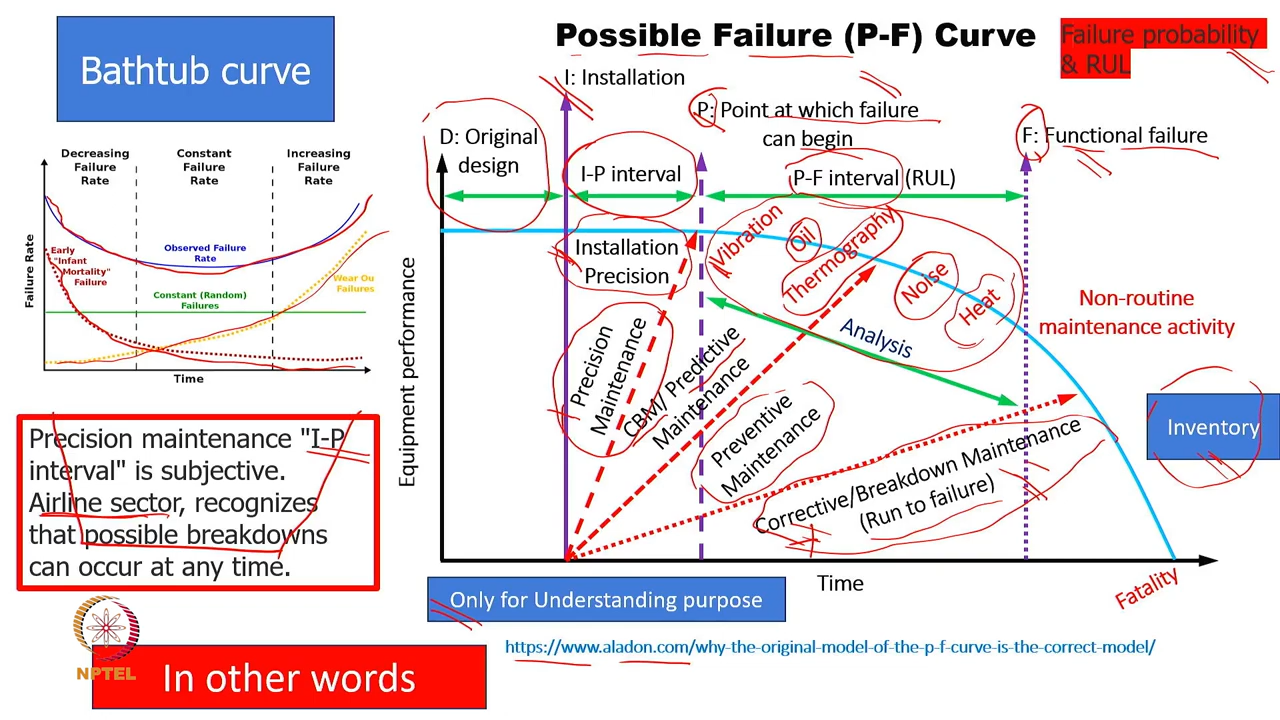 Bathtub curve
Possible Failure (P-F) Curve
Failure probability
& RUL
I: Installation
P: Point at which failure
can begin
D: Original
design
F: Functional failure
I-P interval
P-F interval (RUL)
Decreasing
Failure
Rate
Constant
Failure
Rate
Increasing
Failure
Rate
Early
"Infant
Mortality"
Failure
Observed Failure
Rate
Constant (Random)
Failures
Wear Ou
Failures
Failure Rate
Time
Installation
Precision
Vibration
Oil
Thermography
Noise
Heat
Analysis
Precision
Maintenance
CBM/ Predictive
Maintenance
Preventive
Maintenance
Corrective/Breakdown Maintenance
(Run to failure)
Non-routine
maintenance activity
Inventory
Equipment performance
Time
Fatality
Precision maintenance "I-P
interval" is subjective.
Airline sector, recognizes
that possible breakdowns
can occur at any time.
Only for Understanding purpose
https://www.aladon.com/why-the-original-model-of-the-p-f-curve-is-the-correct-model/
NPTEL
In other words